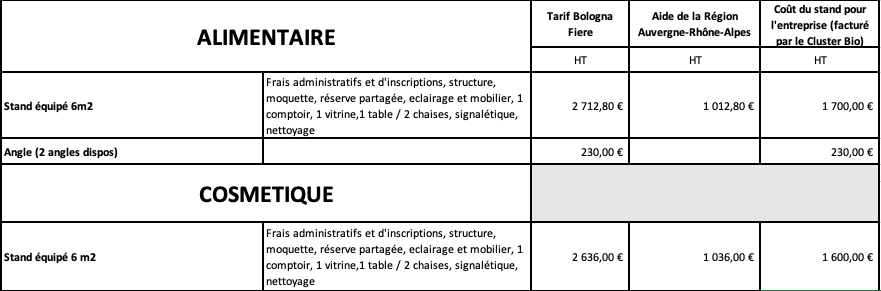 ALIMENTAIRE
Tarif Bologna
Fiere
Aide de la Région
Auvergne-Rhône-Alpes
Coût du stand pour
l'entreprise (facturé
par le Cluster Bio)
HT
HT
HT
Stand équipé 6m2
Frais administratifs et d'inscriptions, structure,
moquette, réserve partagée, eclairage et mobilier, 1
comptoir, 1 vitrine,1 table / 2 chaises, signalétique,
nettoyage
2 712,80 €
1 012,80 €
1 700,00 €
Angle (2 angles dispos)
230,00 €
230,00 €
COSMETIQUE
Stand équipé 6 m2
Frais administratifs et d'inscriptions, structure,
moquette, réserve partagée, eclairage et mobilier, 1
comptoir, 1 vitrine,1 table / 2 chaises, signalétique,
nettoyage
2 636,00 €
1 036,00 €
1 600,00 €